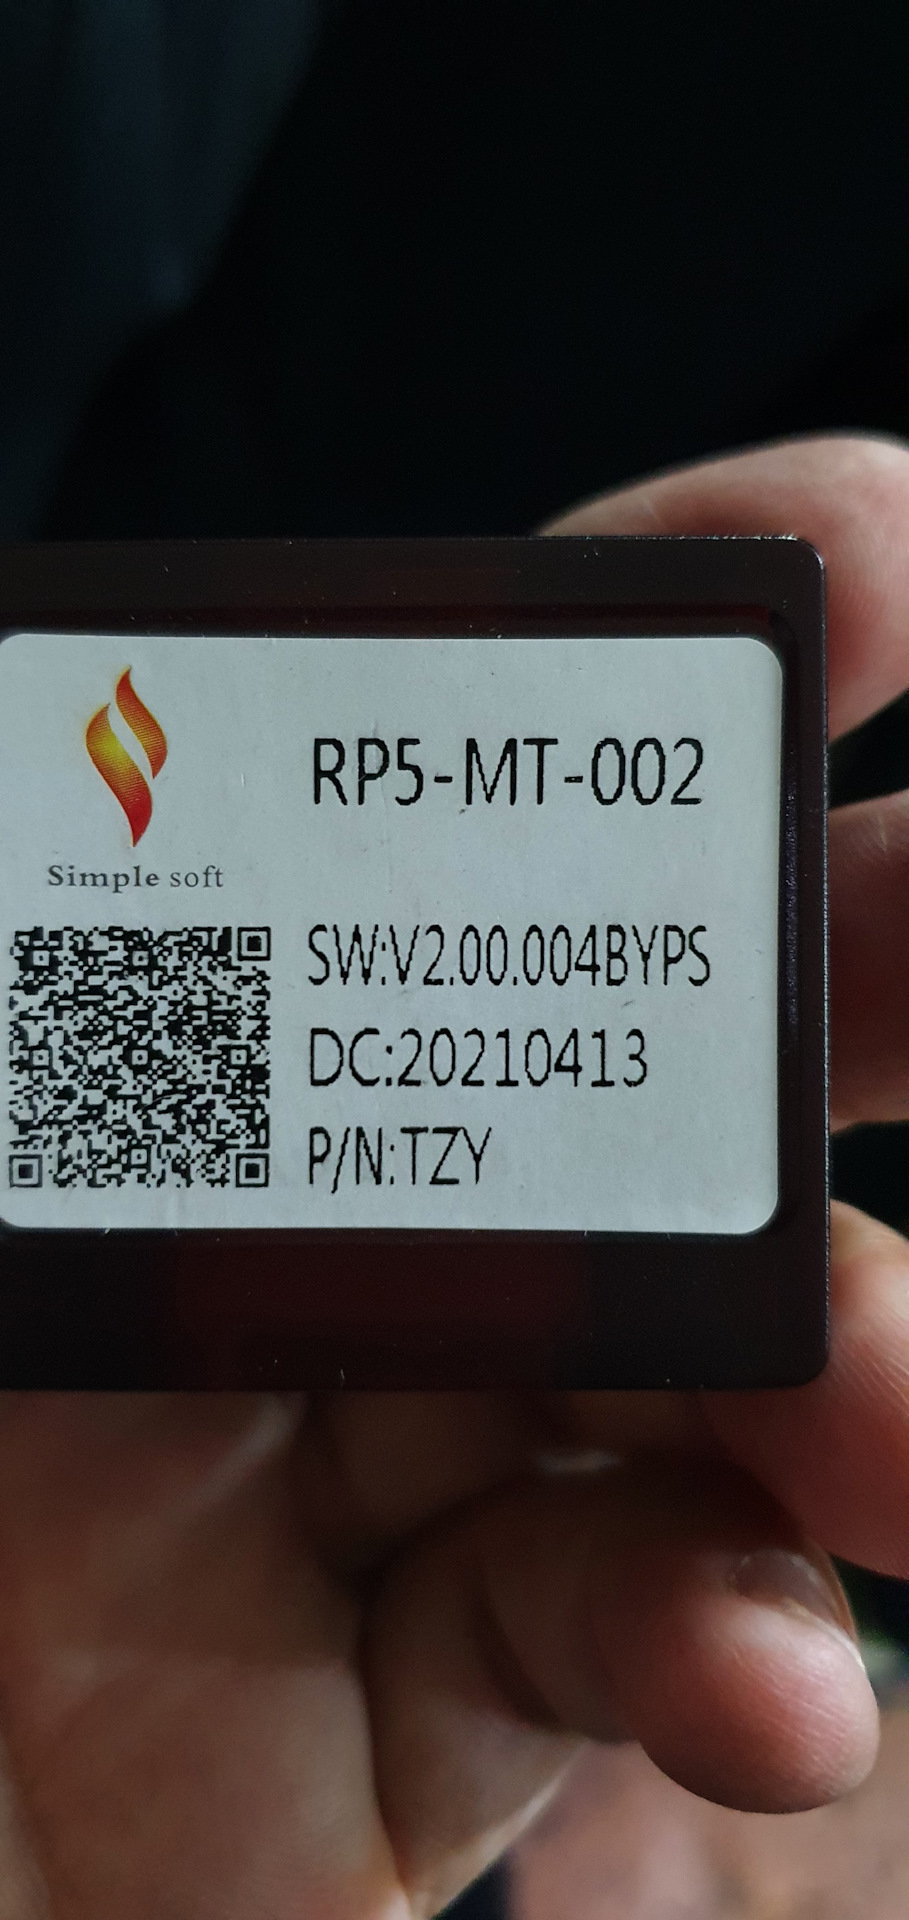 RP5-MT-002
Simple soft
SW:V2.00.004BYPS
DC:20210413
P/N:TZY